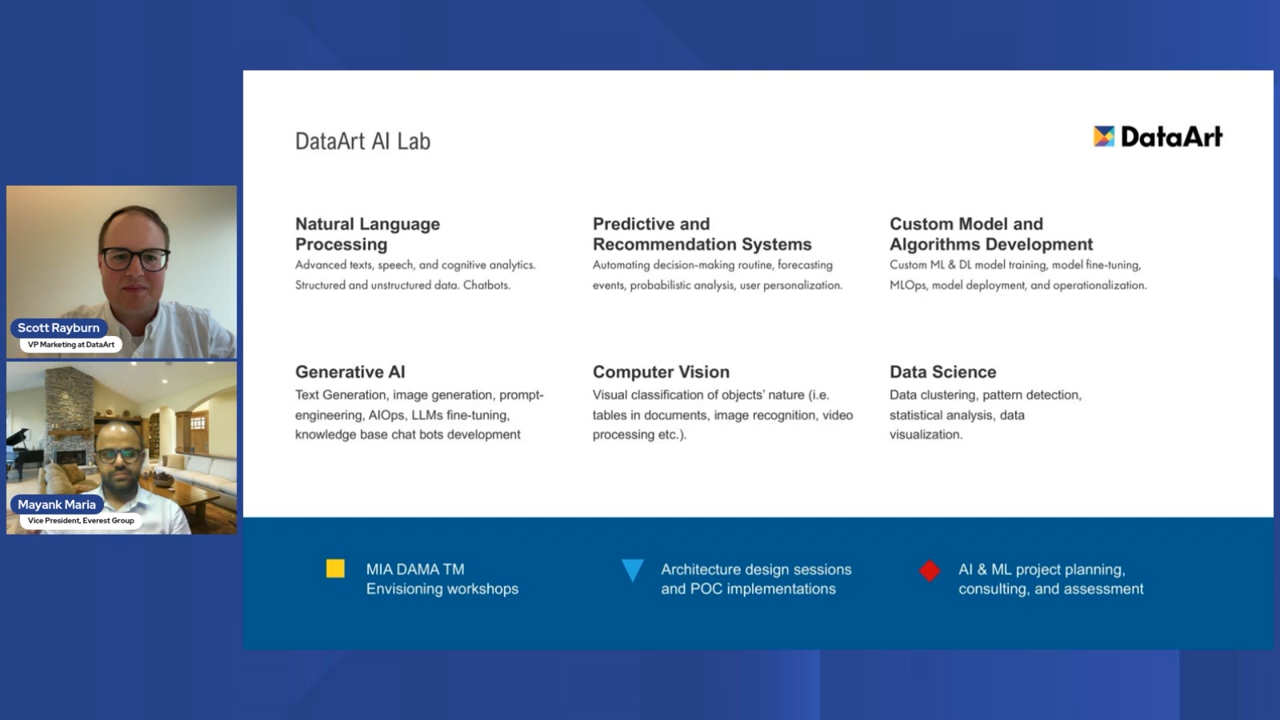 DataArt AI Lab
DataArt
Natural Language
Processing
Advanced texts, speech, and cognitive analytics.
Structured and unstructured data. Chatbots.
Predictive and
Recommendation Systems
Automating decision-making routine, forecasting
events, probabilistic analysis, user personalization.
Custom Model and
Algorithms Development
Custom ML & DL model training, model fine-tuning,
MLOps, model deployment, and operationalization.
Generative AI
Text Generation, image generation, prompt-
engineering, AIOps, LLMs fine-tuning,
knowledge base chat bots development
Computer Vision
Visual classification of objects’ nature (i.e.
tables in documents, image recognition, video
processing etc.).
Data Science
Data clustering, pattern detection,
statistical analysis, data
visualization.
MIA DAMA TM
Envisioning workshops
Architecture design sessions
and POC implementations
AI & ML project planning,
consulting, and assessment
Scott Rayburn
VP Marketing at DataArt
Mayank Maria
Vice President, Everest Group